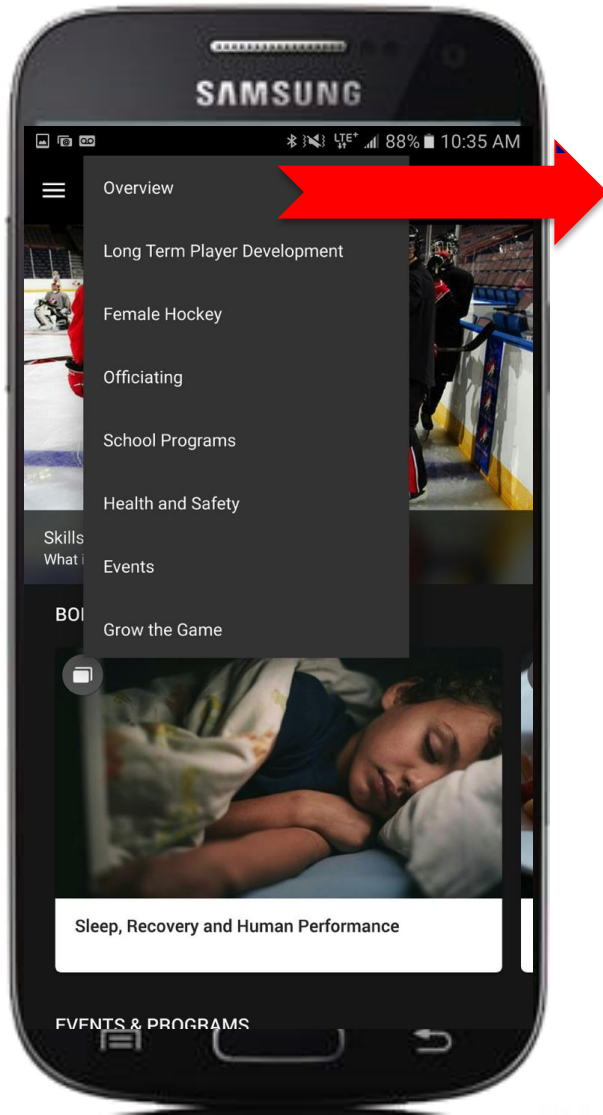 SAMSUNG
LTE+ 88% 10:35 AM
Overview
Long Term Player Development
Female Hockey
Officiating
School Programs
Health and Safety
Skills
What i
Events
BO
Grow the Game
Sleep, Recovery and Human Performance
EVENTS & PROGRAMS